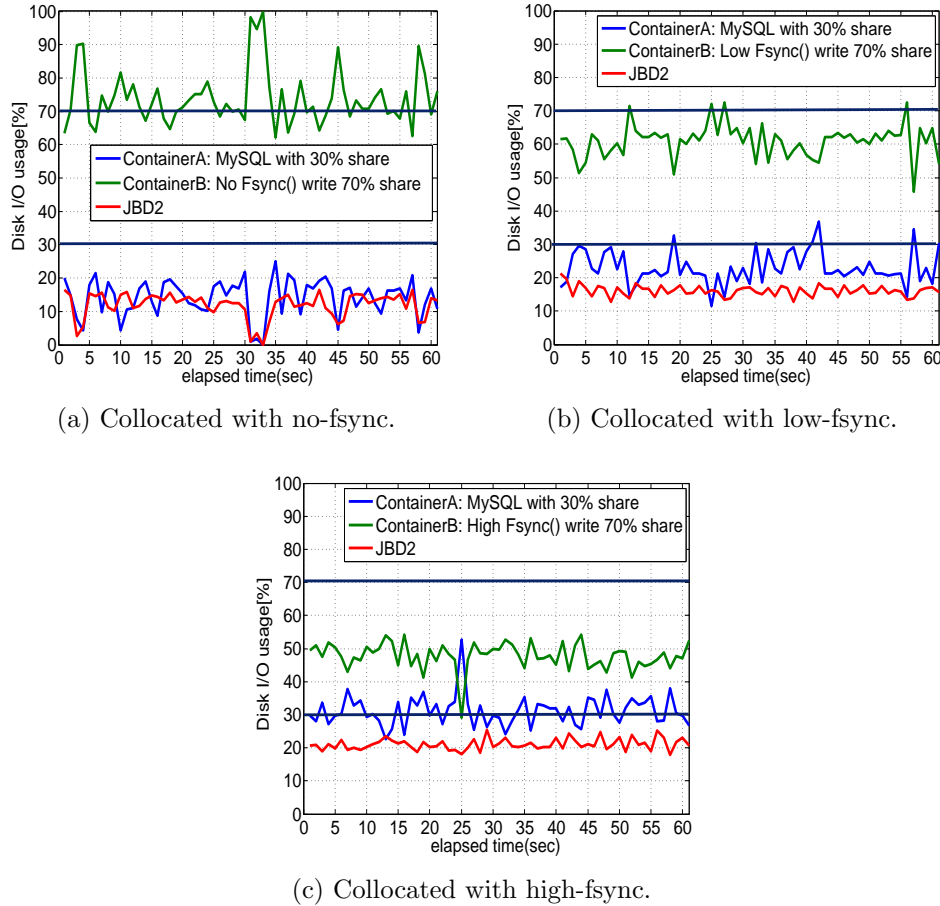 100
90
80
70
60
50
40
30
20
10
0
Disk I/O usage[%]
ContainerA: MySQL with 30% share
ContainerB: No Fsync() write 70% share
JBD2
0 5 10 15 20 25 30 35 40 45 50 55 60
elapsed time(sec)
(a) Collocated with no-fsync.
100
90
80
70
60
50
40
30
20
10
0
Disk I/O usage[%]
ContainerA: MySQL with 30% share
ContainerB: Low Fsync() write 70% share
JBD2
0 5 10 15 20 25 30 35 40 45 50 55 60
elapsed time(sec)
(b) Collocated with low-fsync.
100
90
80
70
60
50
40
30
20
10
0
Disk I/O usage[%]
ContainerA: MySQL with 30% share
ContainerB: High Fsync() write 70% share
JBD2
0 5 10 15 20 25 30 35 40 45 50 55 60
elapsed time(sec)
(c) Collocated with high-fsync.